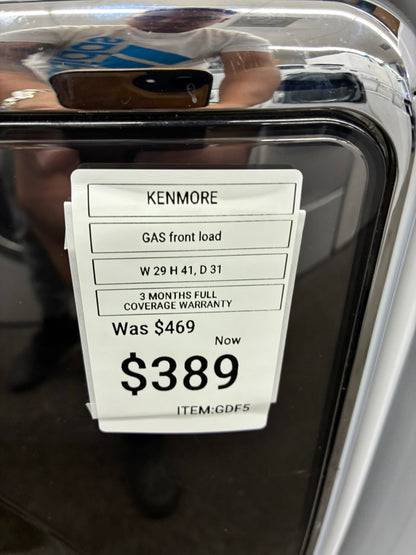 KENMORE
GAS front load
W 29 H 41, D 31
3 MONTHS FULL
COVERAGE WARRANTY
Was $469
Now
$389
ITEM:GDF5